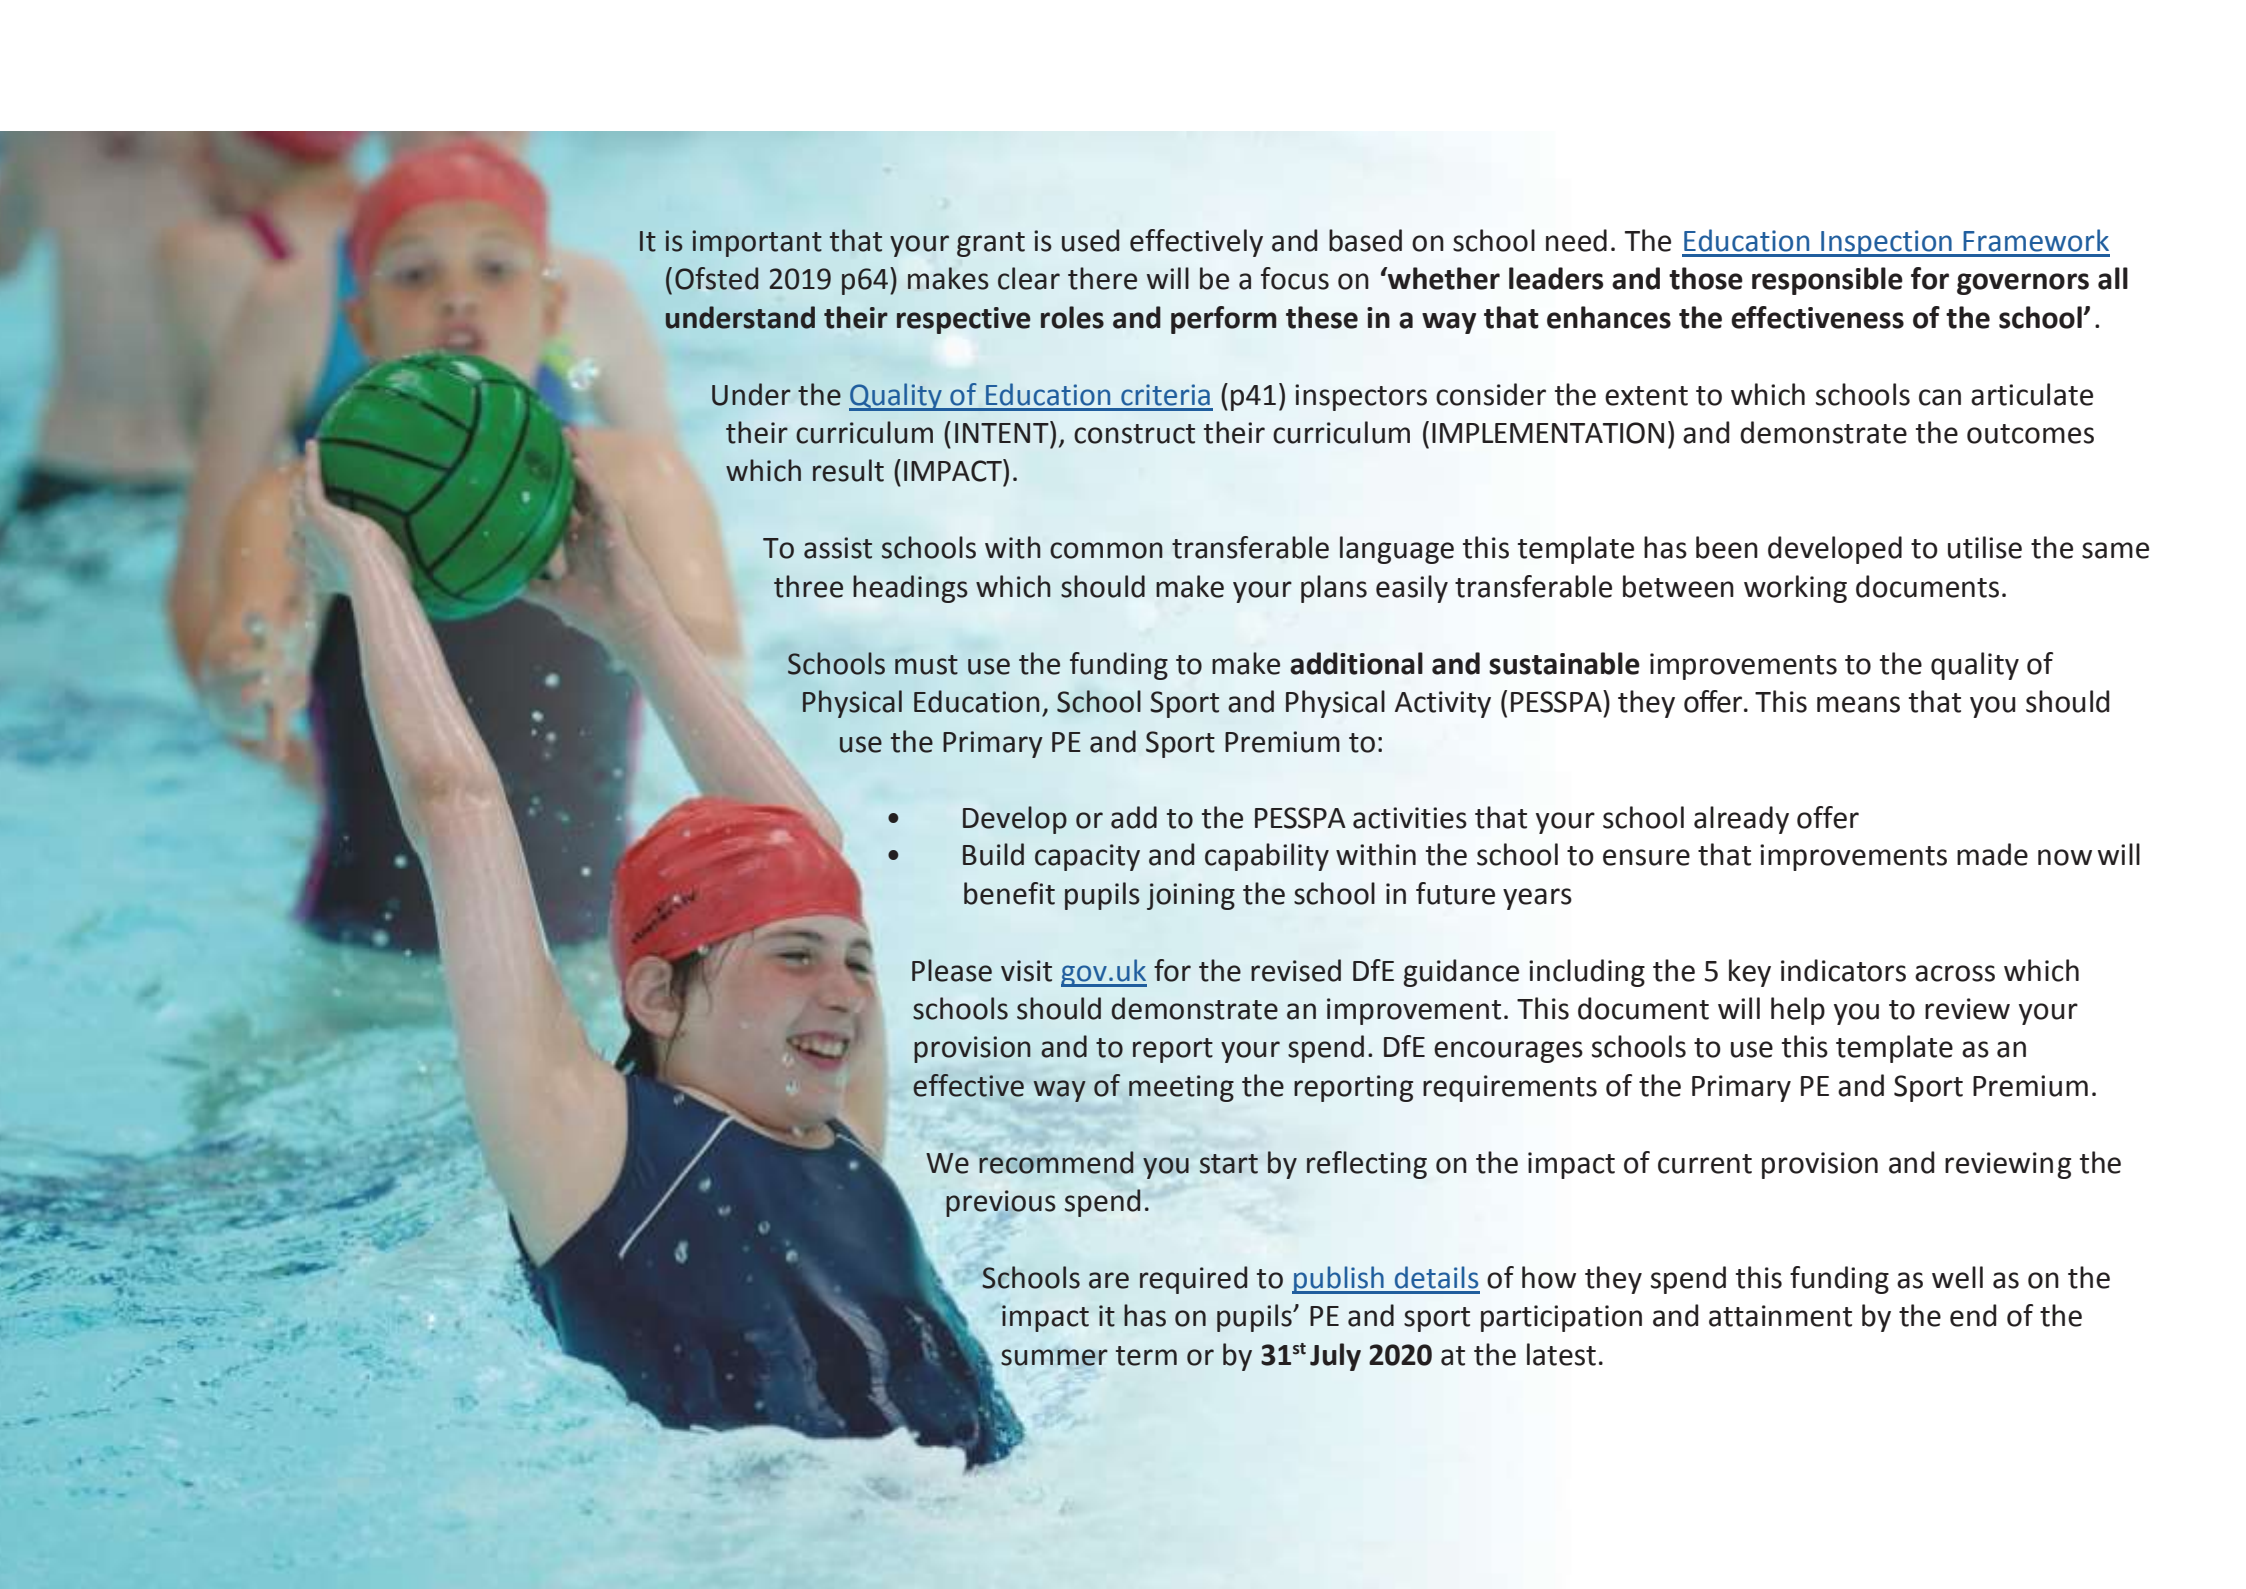 It is important that your grant is used effectively and based on school need. The Education Inspection Framework
(Ofsted 2019 p64) makes clear there will be a focus on ‘whether leaders and those responsible for governors all
understand their respective roles and perform these in a way that enhances the effectiveness of the school’.
Under the Quality of Education criteria (p41) inspectors consider the extent to which schools can articulate
their curriculum (INTENT), construct their curriculum (IMPLEMENTATION) and demonstrate the outcomes
which result (IMPACT).
To assist schools with common transferable language this template has been developed to utilise the same
three headings which should make your plans easily transferable between working documents.
Schools must use the funding to make additional and sustainable improvements to the quality of
Physical Education, School Sport and Physical Activity (PESSPA) they offer. This means that you should
use the Primary PE and Sport Premium to:
• Develop or add to the PESSPA activities that your school already offer
• Build capacity and capability within the school to ensure that improvements made now will
benefit pupils joining the school in future years
Please visit gov.uk for the revised DfE guidance including the 5 key indicators across which
schools should demonstrate an improvement. This document will help you to review your
provision and to report your spend. DfE encourages schools to use this template as an
effective way of meeting the reporting requirements of the Primary PE and Sport Premium.
We recommend you start by reflecting on the impact of current provision and reviewing the
previous spend.
Schools are required to publish details of how they spend this funding as well as on the
impact it has on pupils’ PE and sport participation and attainment by the end of the
summer term or by 31st July 2020 at the latest.